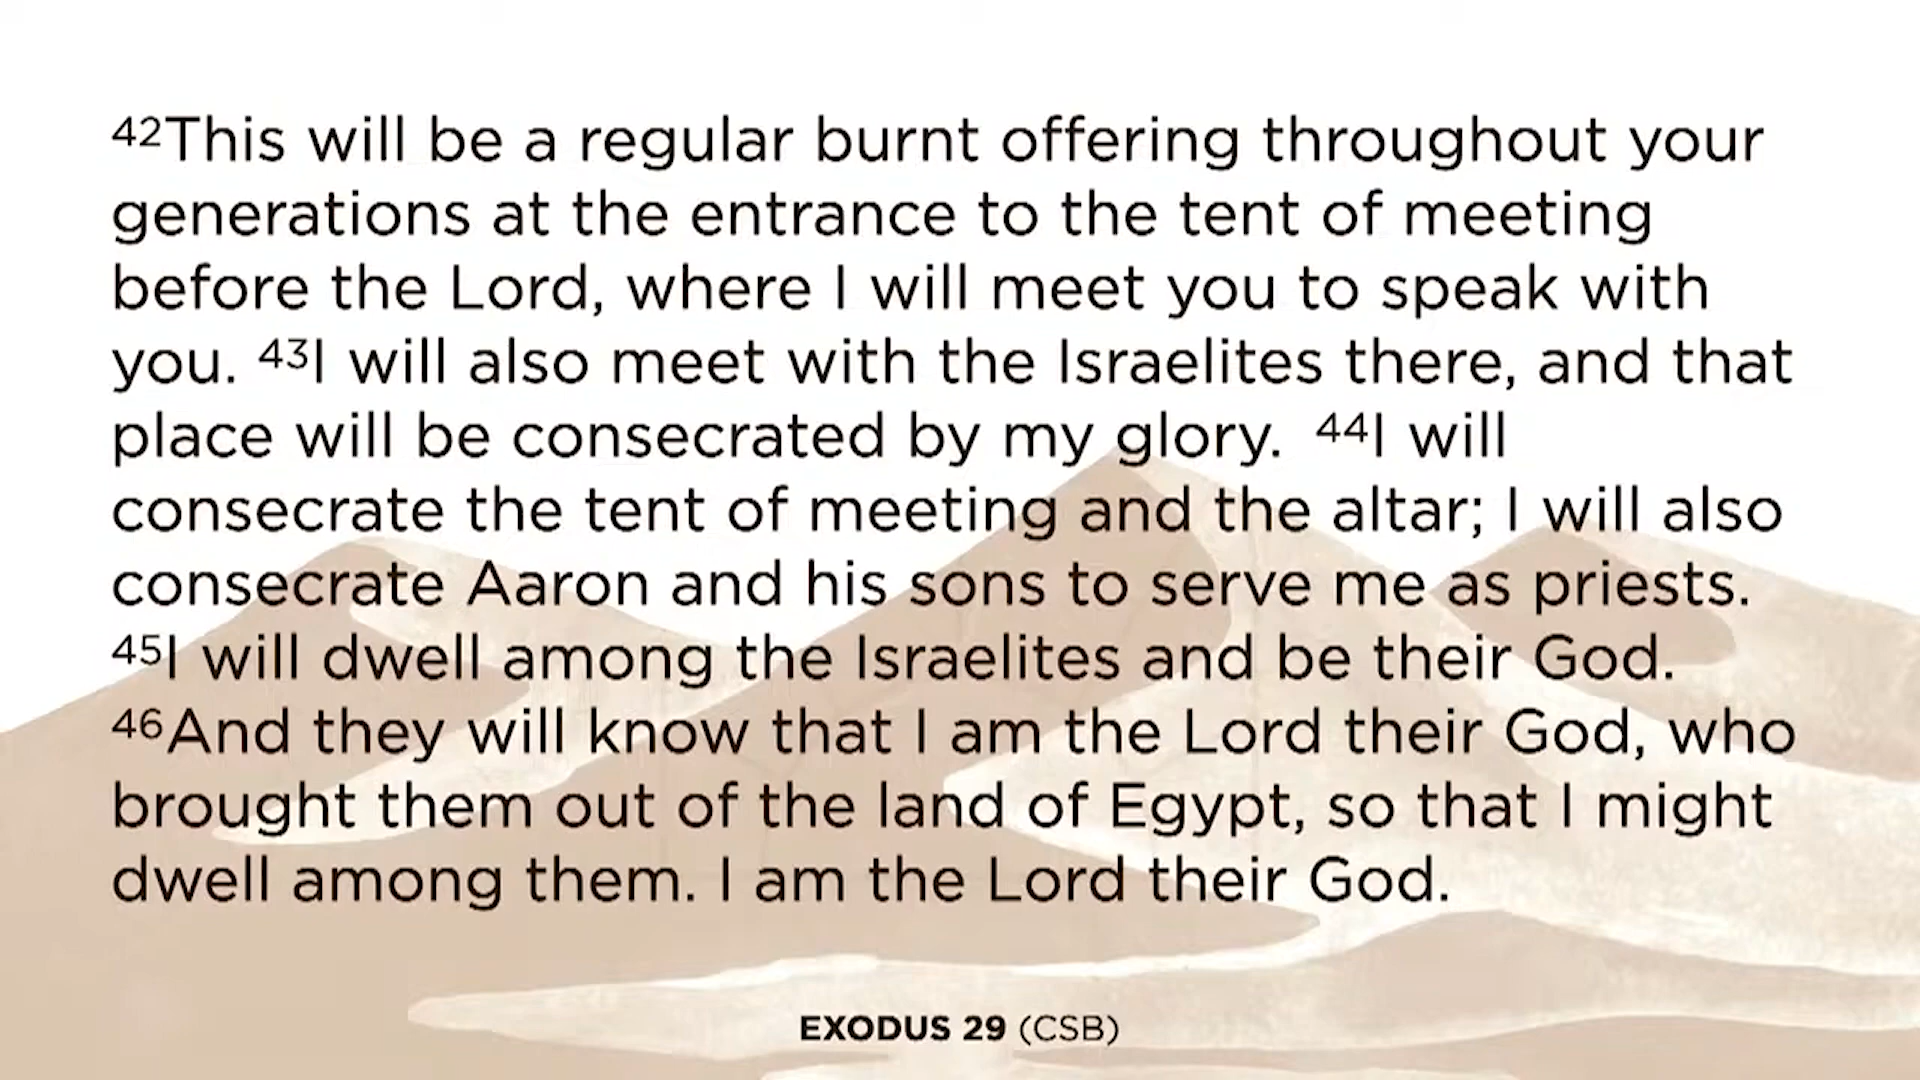 42This will be a regular burnt offering throughout your
generations at the entrance to the tent of meeting
before the Lord, where I will meet you to speak with
you. 43I will also meet with the Israelites there, and that
place will be consecrated by my glory. 44I will
consecrate the tent of meeting and the altar; I will also
consecrate Aaron and his sons to serve me as priests.
45I will dwell among the Israelites and be their God.
46And they will know that I am the Lord their God, who
brought them out of the land of Egypt, so that I might
dwell among them. I am the Lord their God.
EXODUS 29 (CSB)